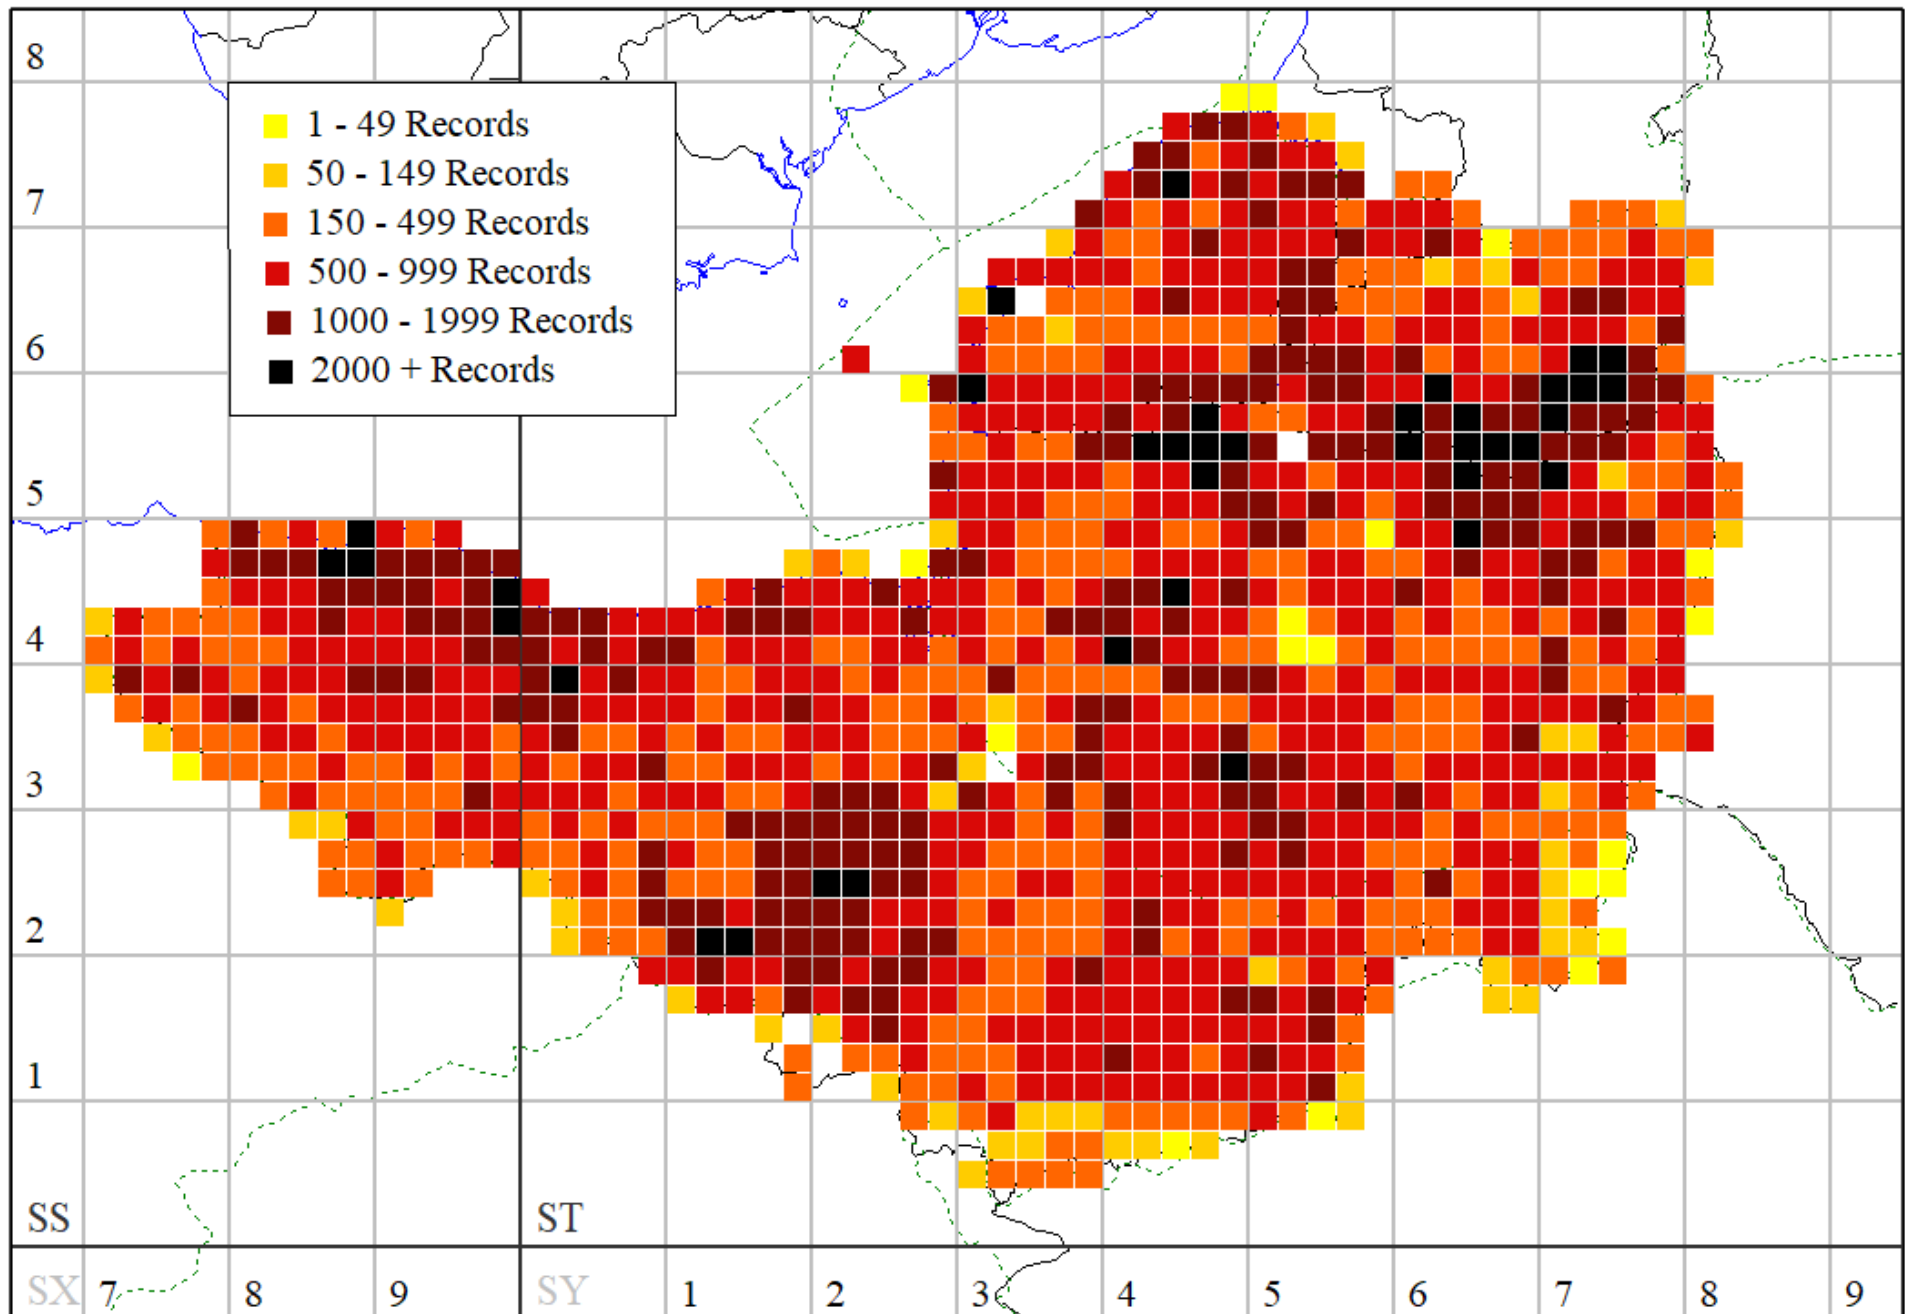 8
1 - 49 Records
50 - 149 Records
7
150 - 499 Records
500 - 999 Records
1000 - 1999 Records
6
2000 + Records
5
4
3
2
1
SS ST
SX 7 8 9 SY 1 2 3 4 5 6 7 8 9